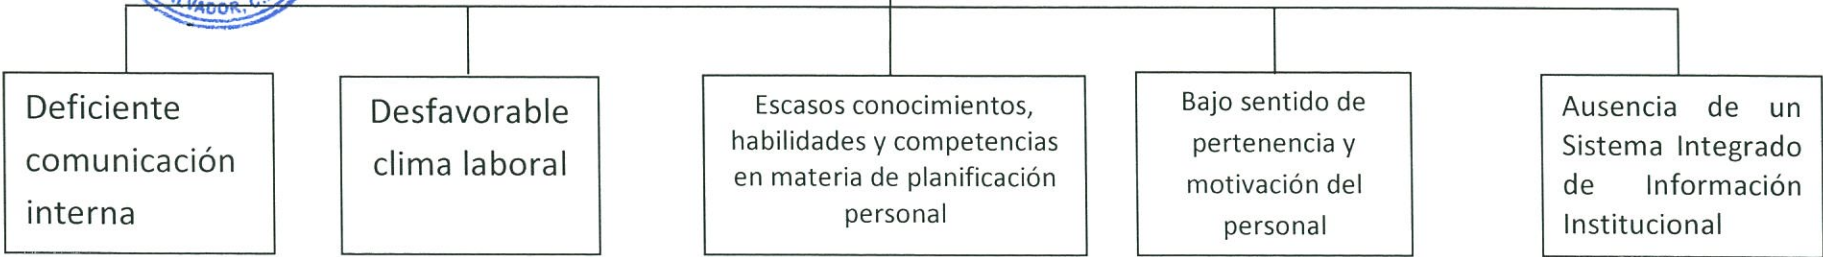 SALVADOR, C.
Deficiente
comunicación
interna
Desfavorable
clima laboral
Escasos conocimientos,
habilidades y competencias
en materia de planificación
personal
Bajo sentido de
pertenencia y
motivación del
personal
Ausencia de un
Sistema Integrado
de Información
Institucional